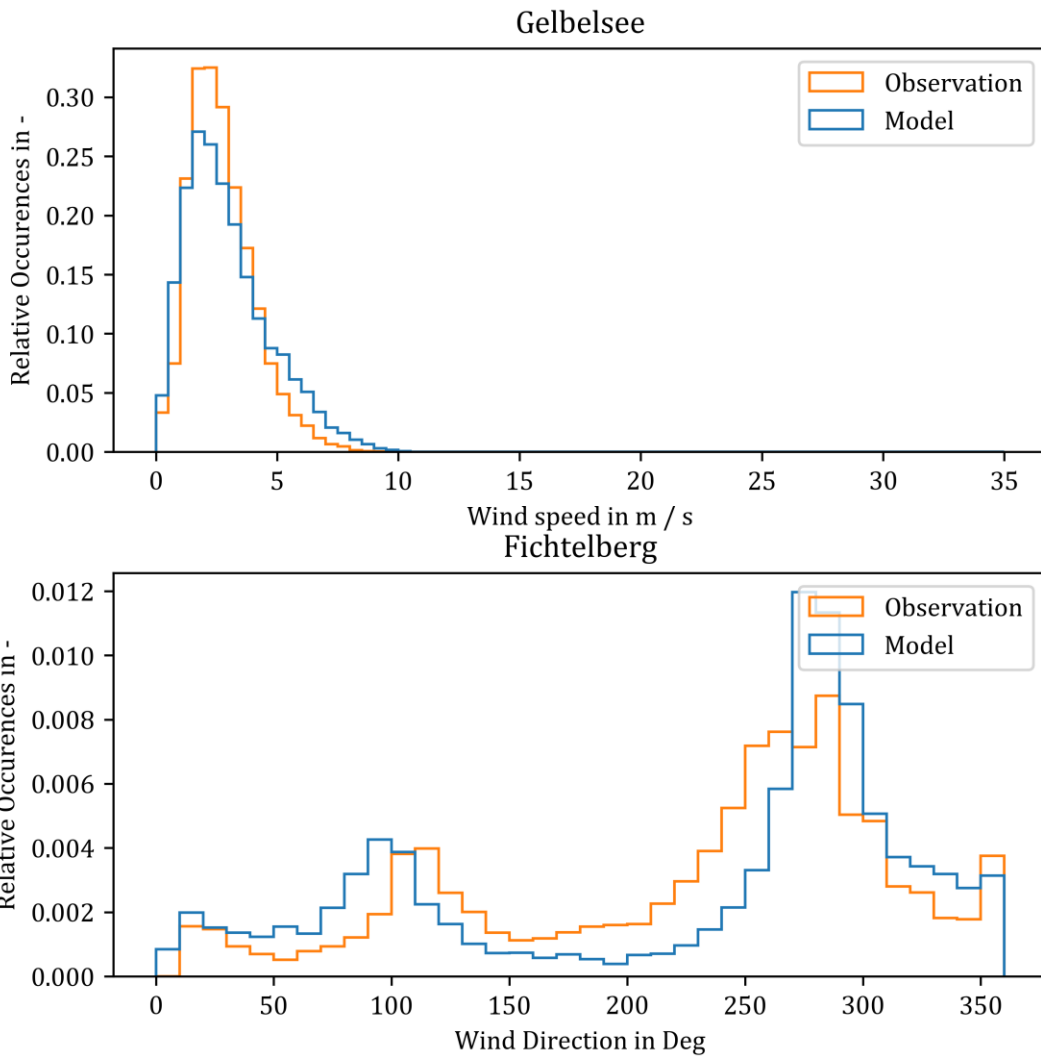 Gelbelsee
Relative Occurences in -
0.30
0.25
0.20
0.15
0.10
0.05
0.00
Observation
Model
0 5 10 15 20 25 30 35
Wind speed in m / s
Fichtelberg
Relative Occurences in -
0.012
0.010
0.008
0.006
0.004
0.002
0.000
Observation
Model
0 50 100 150 200 250 300 350
Wind Direction in Deg